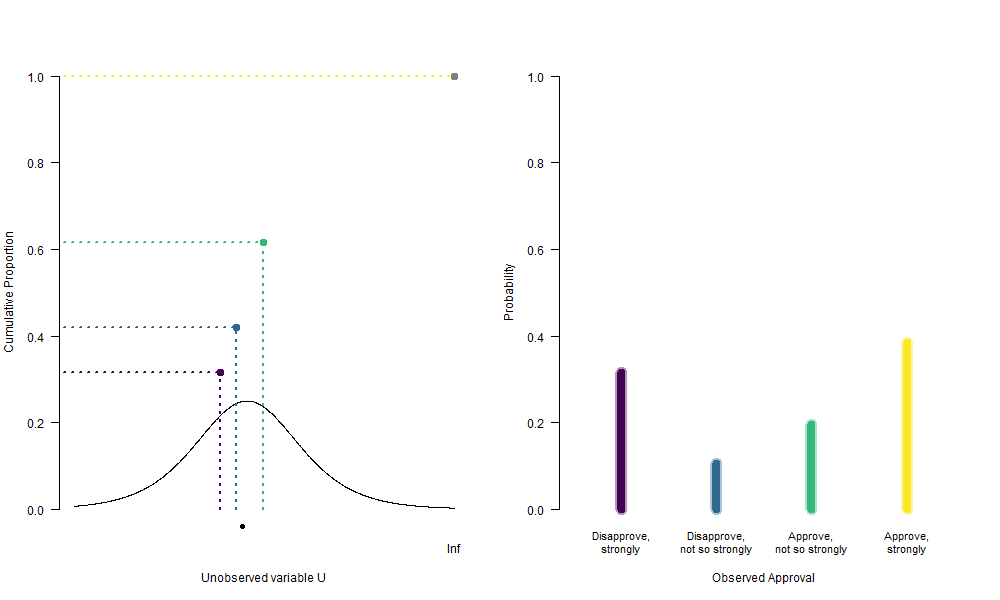 1.0
0.8
0.6
0.4
0.2
0.0
Cumulative Proportion
Inf
Unobserved variable U
1.0
0.8
0.6
0.4
0.2
0.0
Probability
Disapprove,
strongly
Disapprove,
not so strongly
Approve,
not so strongly
Approve,
strongly
Observed Approval